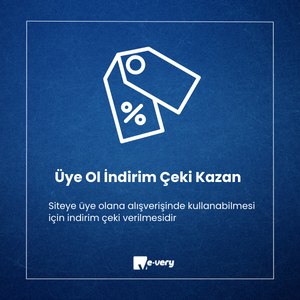 %
Üye Ol İndirim Çeki Kazan
Siteye üye olana alışverişinde kullanabilmesi
için indirim çeki verilmesidir
e-very